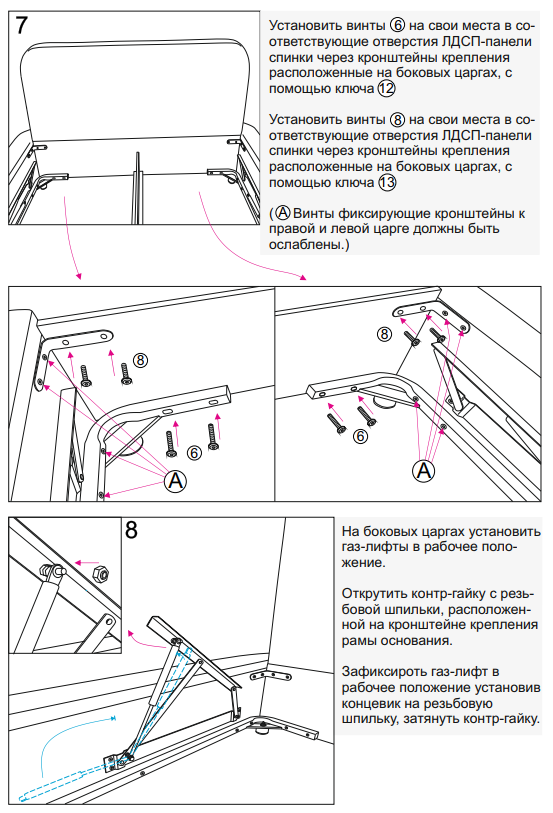 7
Установить винты ⑥ на свои места в со-
ответствующие отверстия ЛДСП-панели
спинки через кронштейны крепления
расположенные на боковых царгах, с
помощью ключа ⑫
Установить винты ⑧ на свои места в со-
ответствующие отверстия ЛДСП-панели
спинки через кронштейны крепления
расположенные на боковых царгах, с
помощью ключа ⑬
(Ⓐ Винты фиксирующие кронштейны к
правой и левой царге должны быть
ослаблены.)
⑧
⑥
Ⓐ
⑧
⑥
Ⓐ
8
На боковых царгах установить
газ-лифты в рабочее поло-
жение.
Открутить контр-гайку с резь-
бовой шпильки, расположен-
ной на кронштейне крепления
рамы основания.
Зафиксироть газ-лифт в
рабочее положение установив
концевик на резьбовую
шпильку, затянуть контр-гайку.